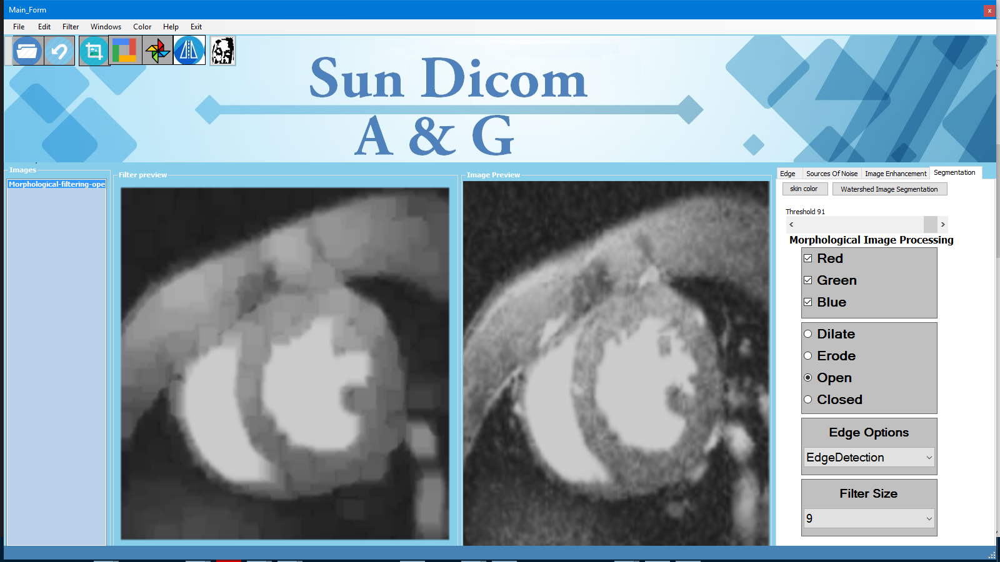 Main_Form
x
File Edit Filter Windows Color Help Exit
Sun Dicom
A & G
Images
Morphological-filtering-ope
Filter preview
Image Preview
Edge Sources Of Noise Image Enhancement Segmentation
skin color Watershed Image Segmentation
Threshold 91
Morphological Image Processing
Red
Green
Blue
Dilate
Erode
Open
Closed
Edge Options
EdgeDetection
Filter Size
9